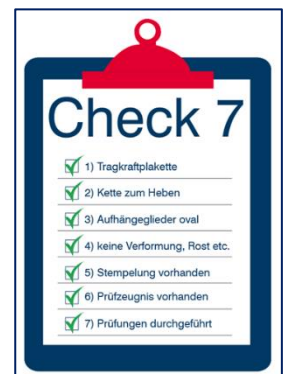 Check 7
1) Tragkraftplakette
2) Kette zum Heben
3) Aufhängeglieder oval
4) keine Verformung, Rost etc.
5) Stempelung vorhanden
6) Prüfzeugnis vorhanden
7) Prüfungen durchgeführt